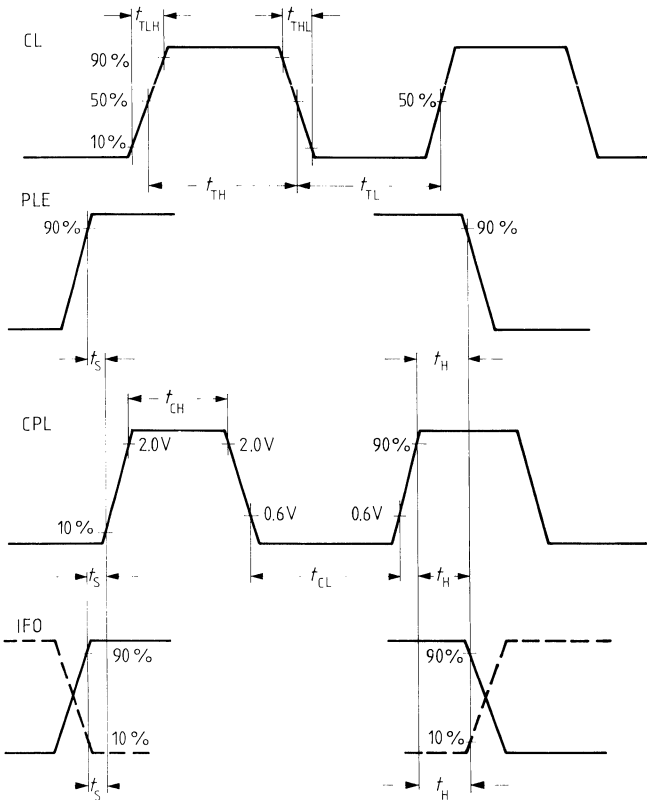 t_TLH t_THL
CL
90%
50% 50%
10%
t_TH t_TL
PLE
90% 90%
t_S t_H
t_CH
CPL
2.0V 2.0V 90%
0.6V 0.6V
10%
t_S t_CL t_H
IFO
90% 90%
10% 10%
t_S t_H